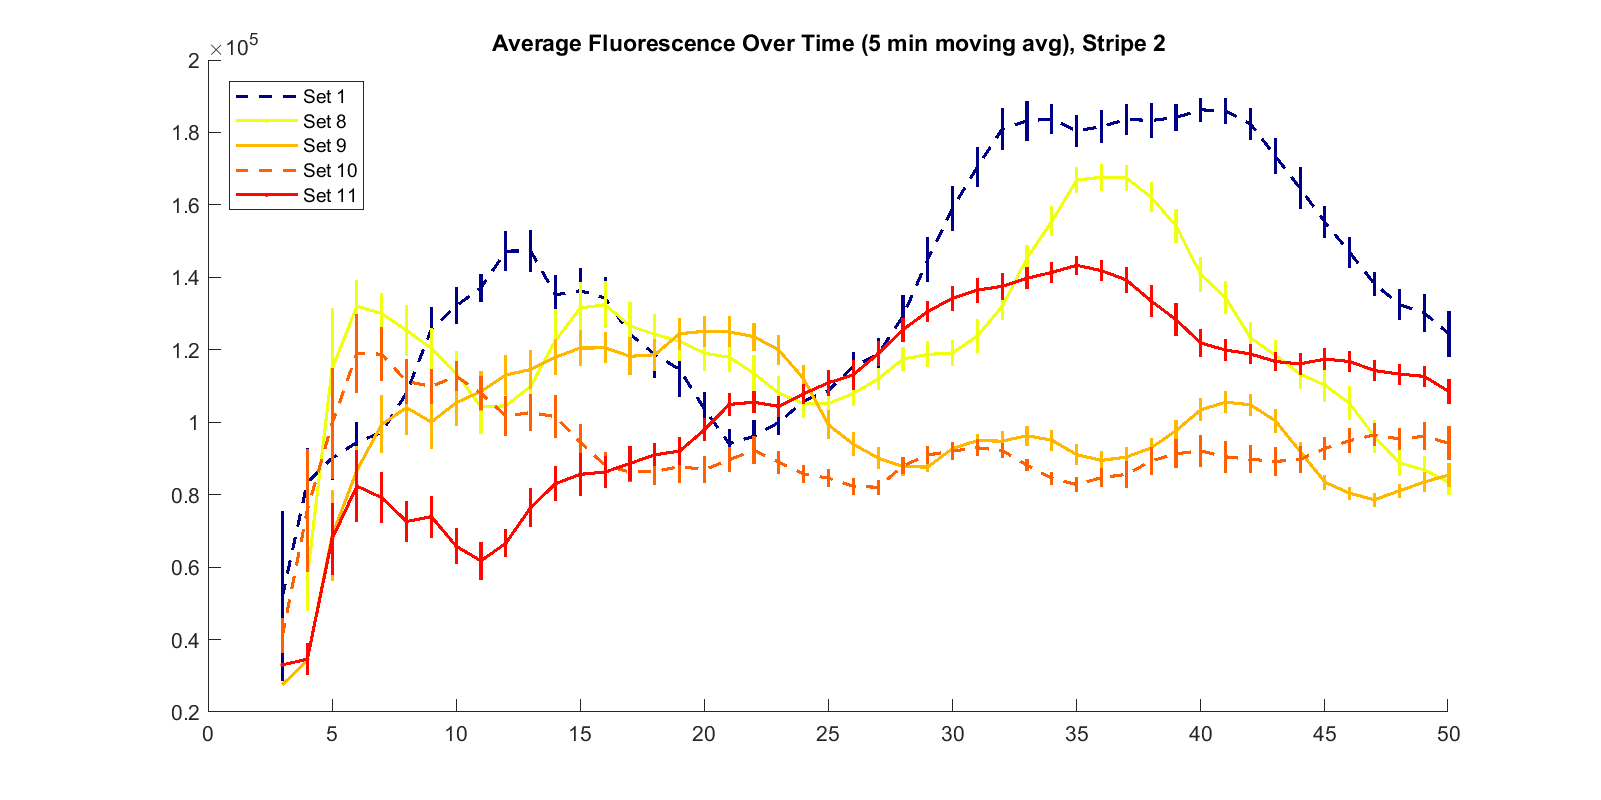 Average Fluorescence Over Time (5 min moving avg), Stripe 2
×10⁵
2
1.8
1.6
1.4
1.2
1
0.8
0.6
0.4
0.2
Set 1
Set 8
Set 9
Set 10
Set 11
0 5 10 15 20 25 30 35 40 45 50